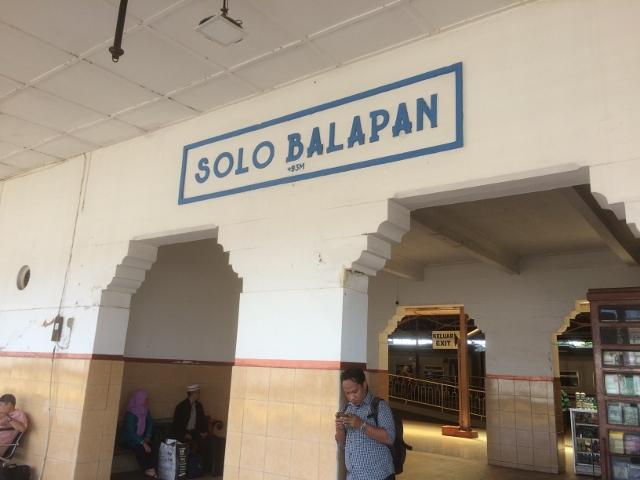 SOLO BALAPAN
+93M
KELUAR
EXIT